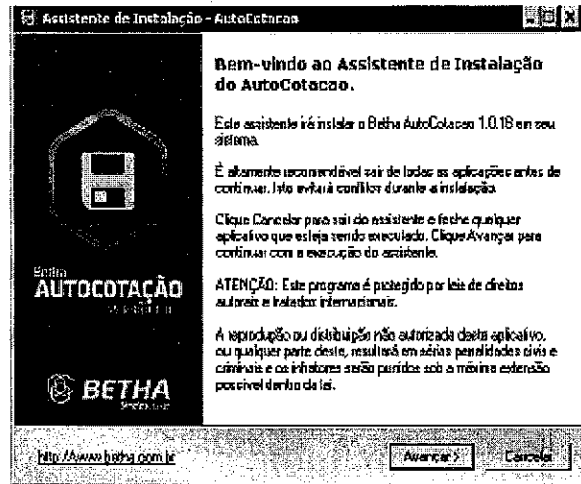 Assistente de Instalação - AutoCotacao
Bem-vindo ao Assistente de Instalação
do AutoCotacao.
Este assistente irá instalar o Betha AutoCotacao 1.0.18 em seu
sistema.
É altamente recomendável sair de todas as aplicações antes de
continuar. Isto evitará conflitos durante a instalação.
Clique Cancelar para sair do assistente e feche qualquer
aplicativo que esteja sendo executado. Clique Avançar para
continuar com a execução do assistente.
ATENÇÃO: Este programa é protegido por leis de direitos
autorais e tratados internacionais.
A reprodução ou distribuição não autorizada deste aplicativo,
ou qualquer parte deste, resultará em sérias penalidades civis e
criminais e os infratores serão punidos sob a máxima extensão
possível dentro da lei.
Betha
AUTOCOTAÇÃO
BETHA
http://www.betha.com.br
Avançar >
Cancelar